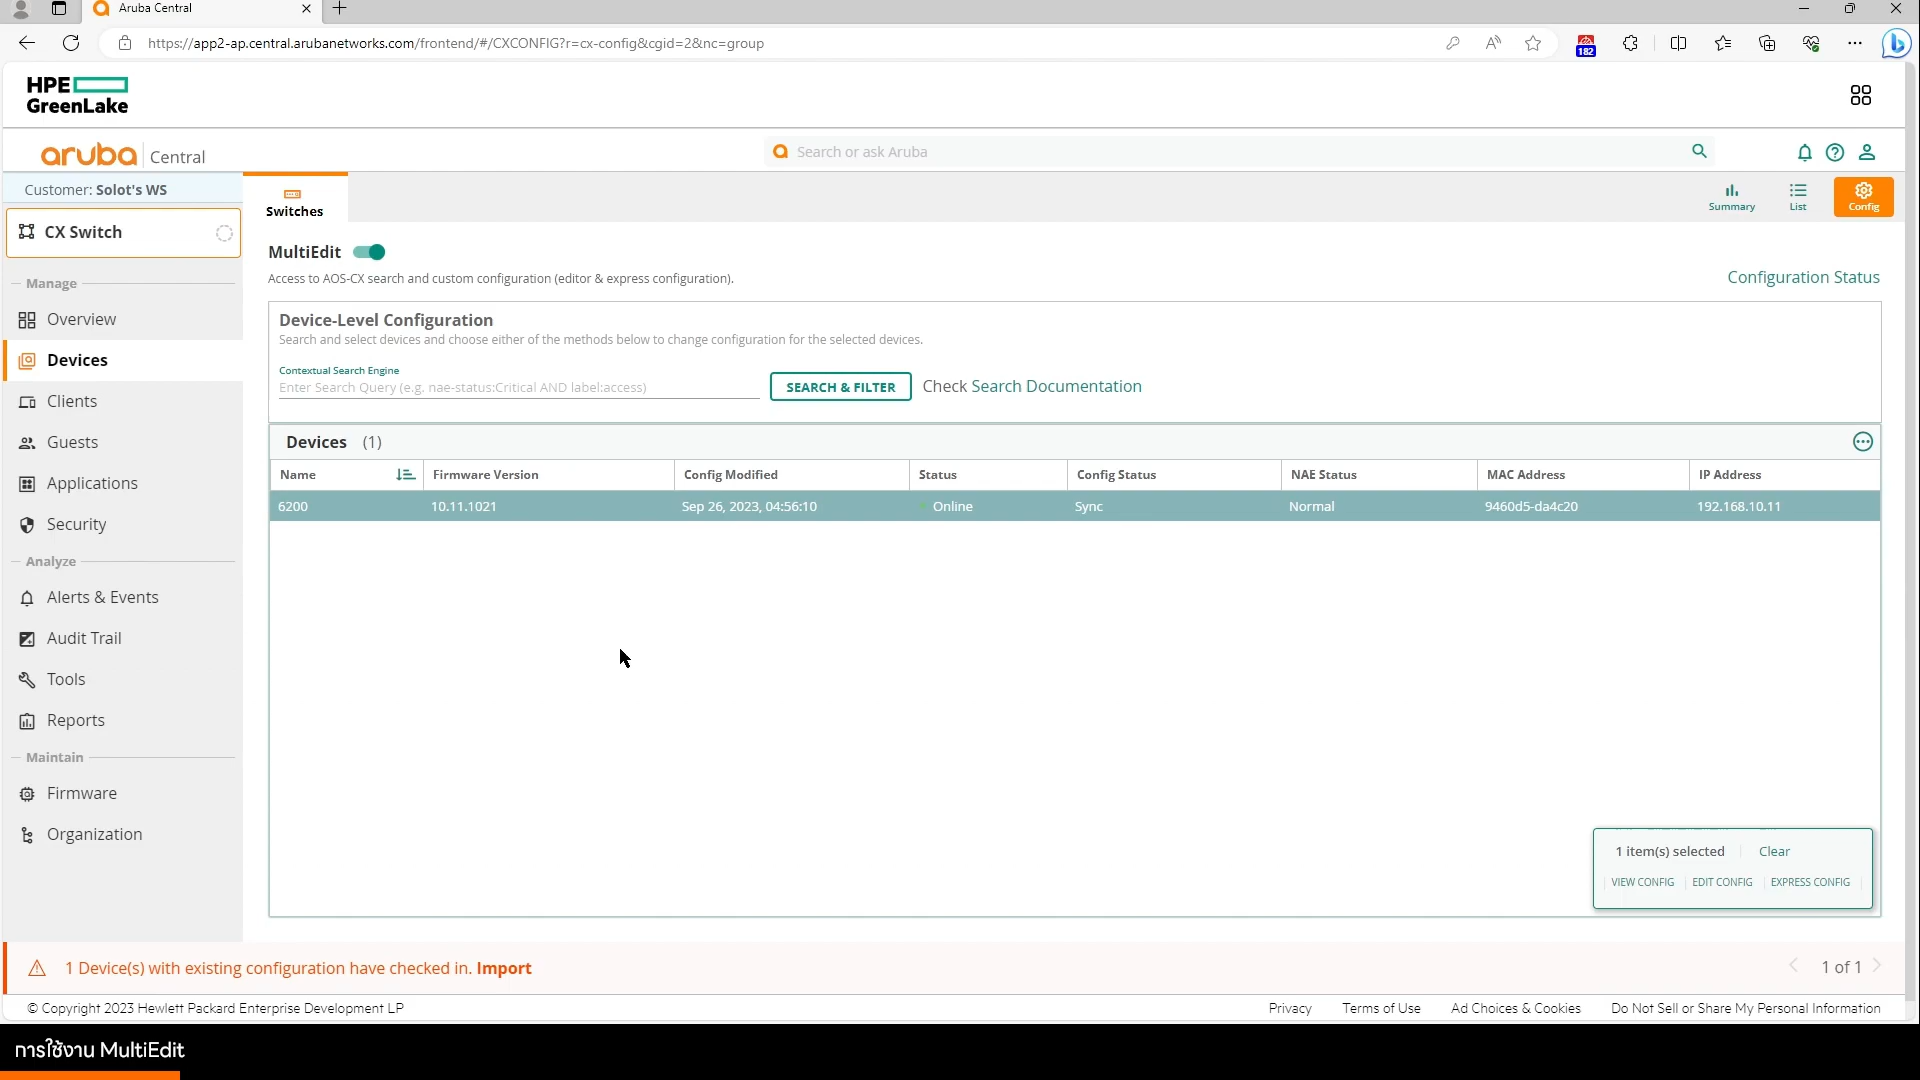 Aruba Central
https://app2-ap.central.arubanetworks.com/frontend/#/CXCONFIG?r=cx-config&cgid=2&nc=group
182
HPE
GreenLake
aruba Central
Search or ask Aruba
Customer: Solot's WS
Switches
Summary
List
Config
CX Switch
MultiEdit
Access to AOS-CX search and custom configuration (editor & express configuration).
Configuration Status
Manage
Overview
Devices
Clients
Guests
Applications
Security
Analyze
Alerts & Events
Audit Trail
Tools
Reports
Maintain
Firmware
Organization
Device-Level Configuration
Search and select devices and choose either of the methods below to change configuration for the selected devices.
Contextual Search Engine
Enter Search Query (e.g. nae-status:Critical AND label:access)
SEARCH & FILTER
Check Search Documentation
Devices (1)
Name Firmware Version Config Modified Status Config Status NAE Status MAC Address IP Address
6200 10.11.1021 Sep 26, 2023, 04:56:10 Online Sync Normal 9460d5-da4c20 192.168.10.11
1 item(s) selected Clear
VIEW CONFIG EDIT CONFIG EXPRESS CONFIG
1 Device(s) with existing configuration have checked in. Import
1 of 1
© Copyright 2023 Hewlett Packard Enterprise Development LP
Privacy Terms of Use Ad Choices & Cookies Do Not Sell or Share My Personal Information
การใช้งาน MultiEdit